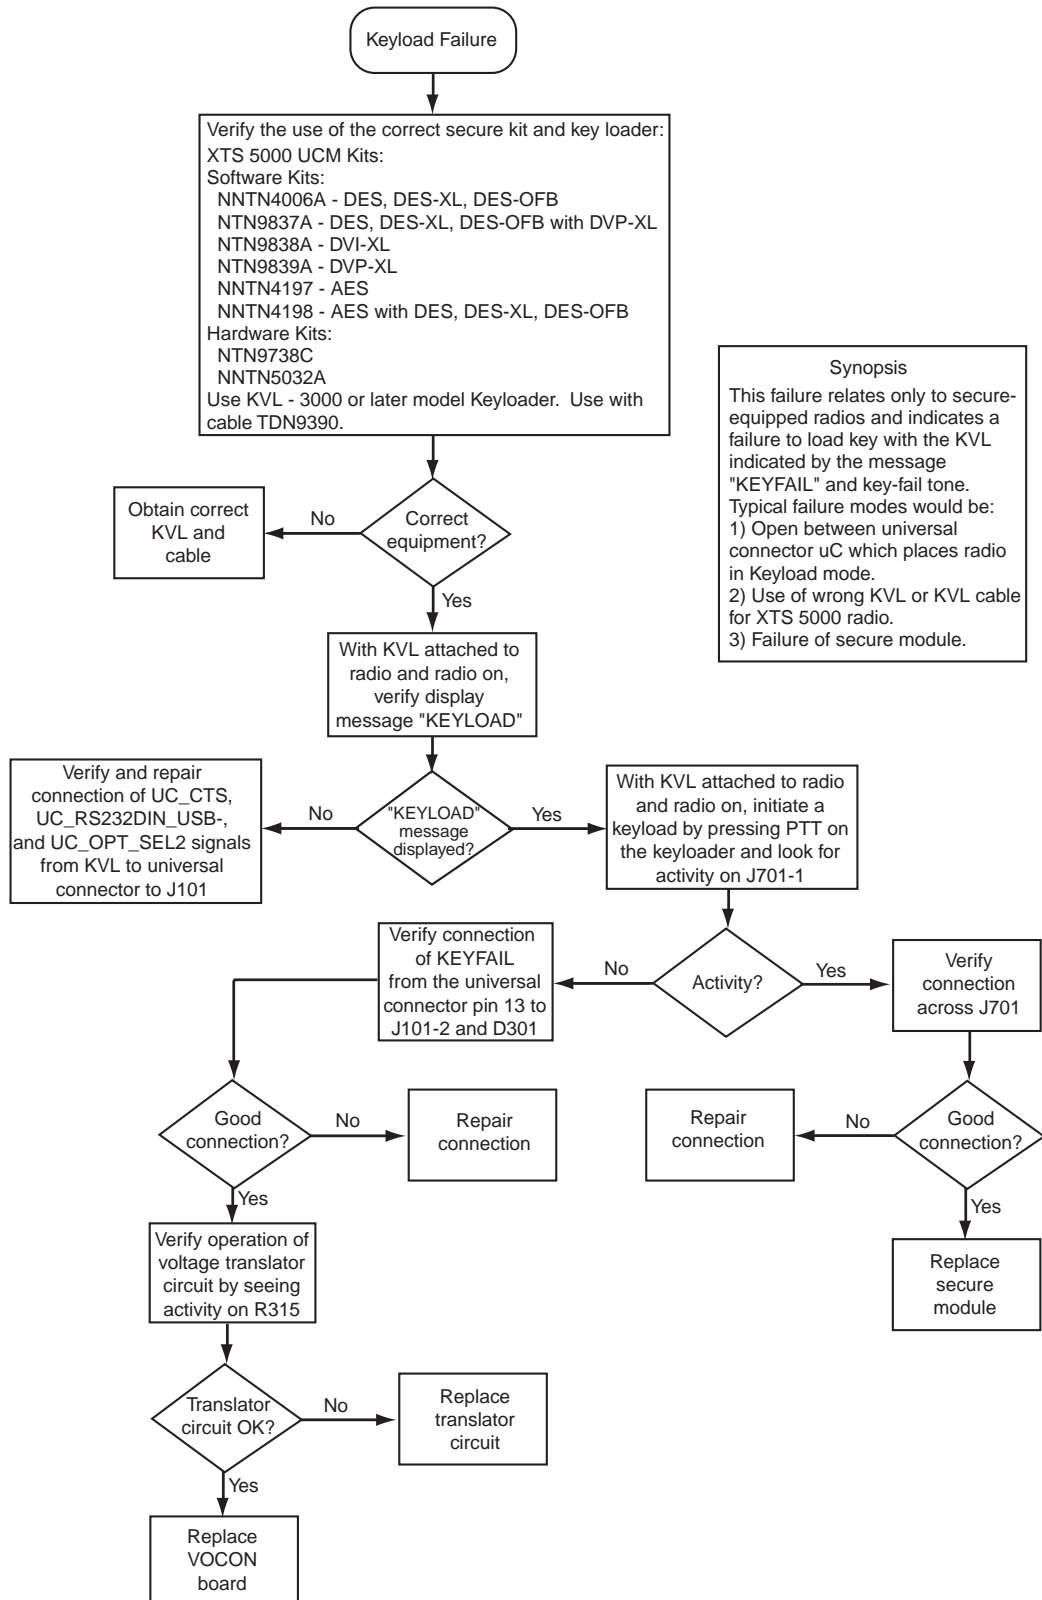 Keyload Failure
Verify the use of the correct secure kit and key loader:
XTS 5000 UCM Kits:
Software Kits:
NNTN4006A - DES, DES-XL, DES-OFB
NTN9837A - DES, DES-XL, DES-OFB with DVP-XL
NTN9838A - DVI-XL
NTN9839A - DVP-XL
NNTN4197 - AES
NNTN4198 - AES with DES, DES-XL, DES-OFB
Hardware Kits:
NTN9738C
NNTN5032A
Use KVL - 3000 or later model Keyloader.  Use with
cable TDN9390.
Synopsis
This failure relates only to secure-
equipped radios and indicates a
failure to load key with the KVL
indicated by the message
"KEYFAIL" and key-fail tone.
Typical failure modes would be:
1) Open between universal
connector uC which places radio
in Keyload mode.
2) Use of wrong KVL or KVL cable
for XTS 5000 radio.
3) Failure of secure module.
Correct
equipment?
No
Obtain correct
KVL and
cable
Yes
With KVL attached to
radio and radio on,
verify display
message "KEYLOAD"
"KEYLOAD"
message
displayed?
No
Verify and repair
connection of UC_CTS,
UC_RS232DIN_USB-,
and UC_OPT_SEL2 signals
from KVL to universal
connector to J101
Yes
With KVL attached to radio
and radio on, initiate a
keyload by pressing PTT on
the keyloader and look for
activity on J701-1
Activity?
No
Verify connection
of KEYFAIL
from the universal
connector pin 13 to
J101-2 and D301
Yes
Verify
connection
across J701
Good
connection?
No
Repair
connection
Repair
connection
No
Good
connection?
Yes
Verify operation of
voltage translator
circuit by seeing
activity on R315
Yes
Replace
secure
module
Translator
circuit OK?
No
Replace
translator
circuit
Yes
Replace
VOCON
board